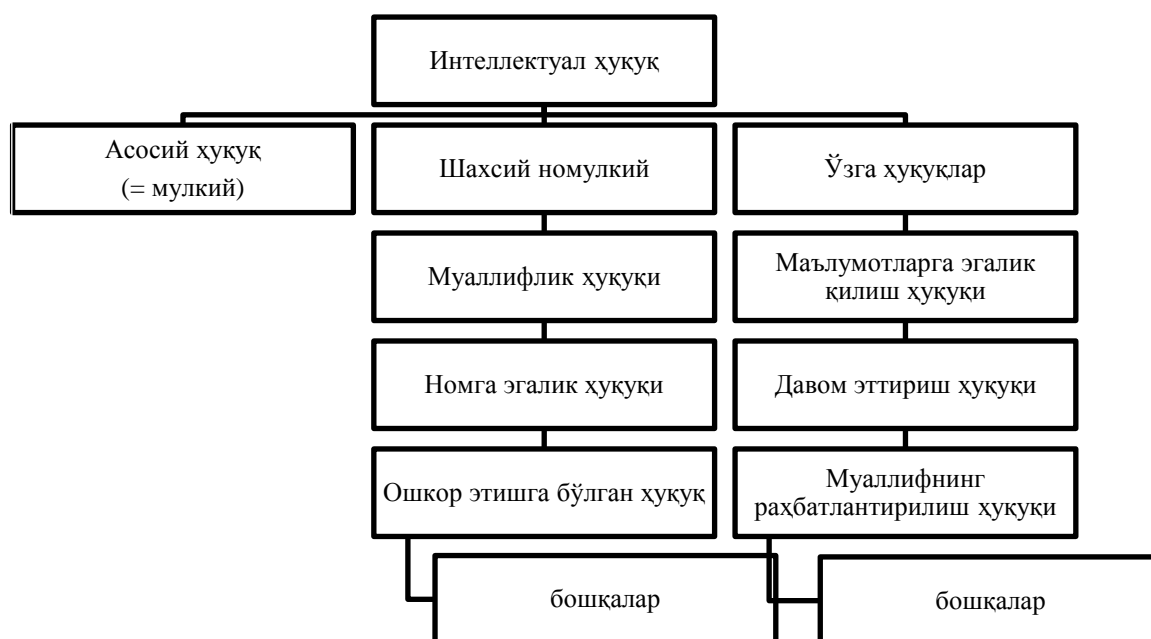 Интеллектуал ҳуқуқ
Асосий ҳуқуқ
(= мулкий)
Шахсий номулкий
Ўзга ҳуқуқлар
Муаллифлик ҳуқуқи
Маълумотларга эгалик
қилиш ҳуқуқи
Номга эгалик ҳуқуқи
Давом эттириш ҳуқуқи
Ошкор этишга бўлган ҳуқуқ
Муаллифнинг
раҳбатлантирилиш ҳуқуқи
бошқалар
бошқалар